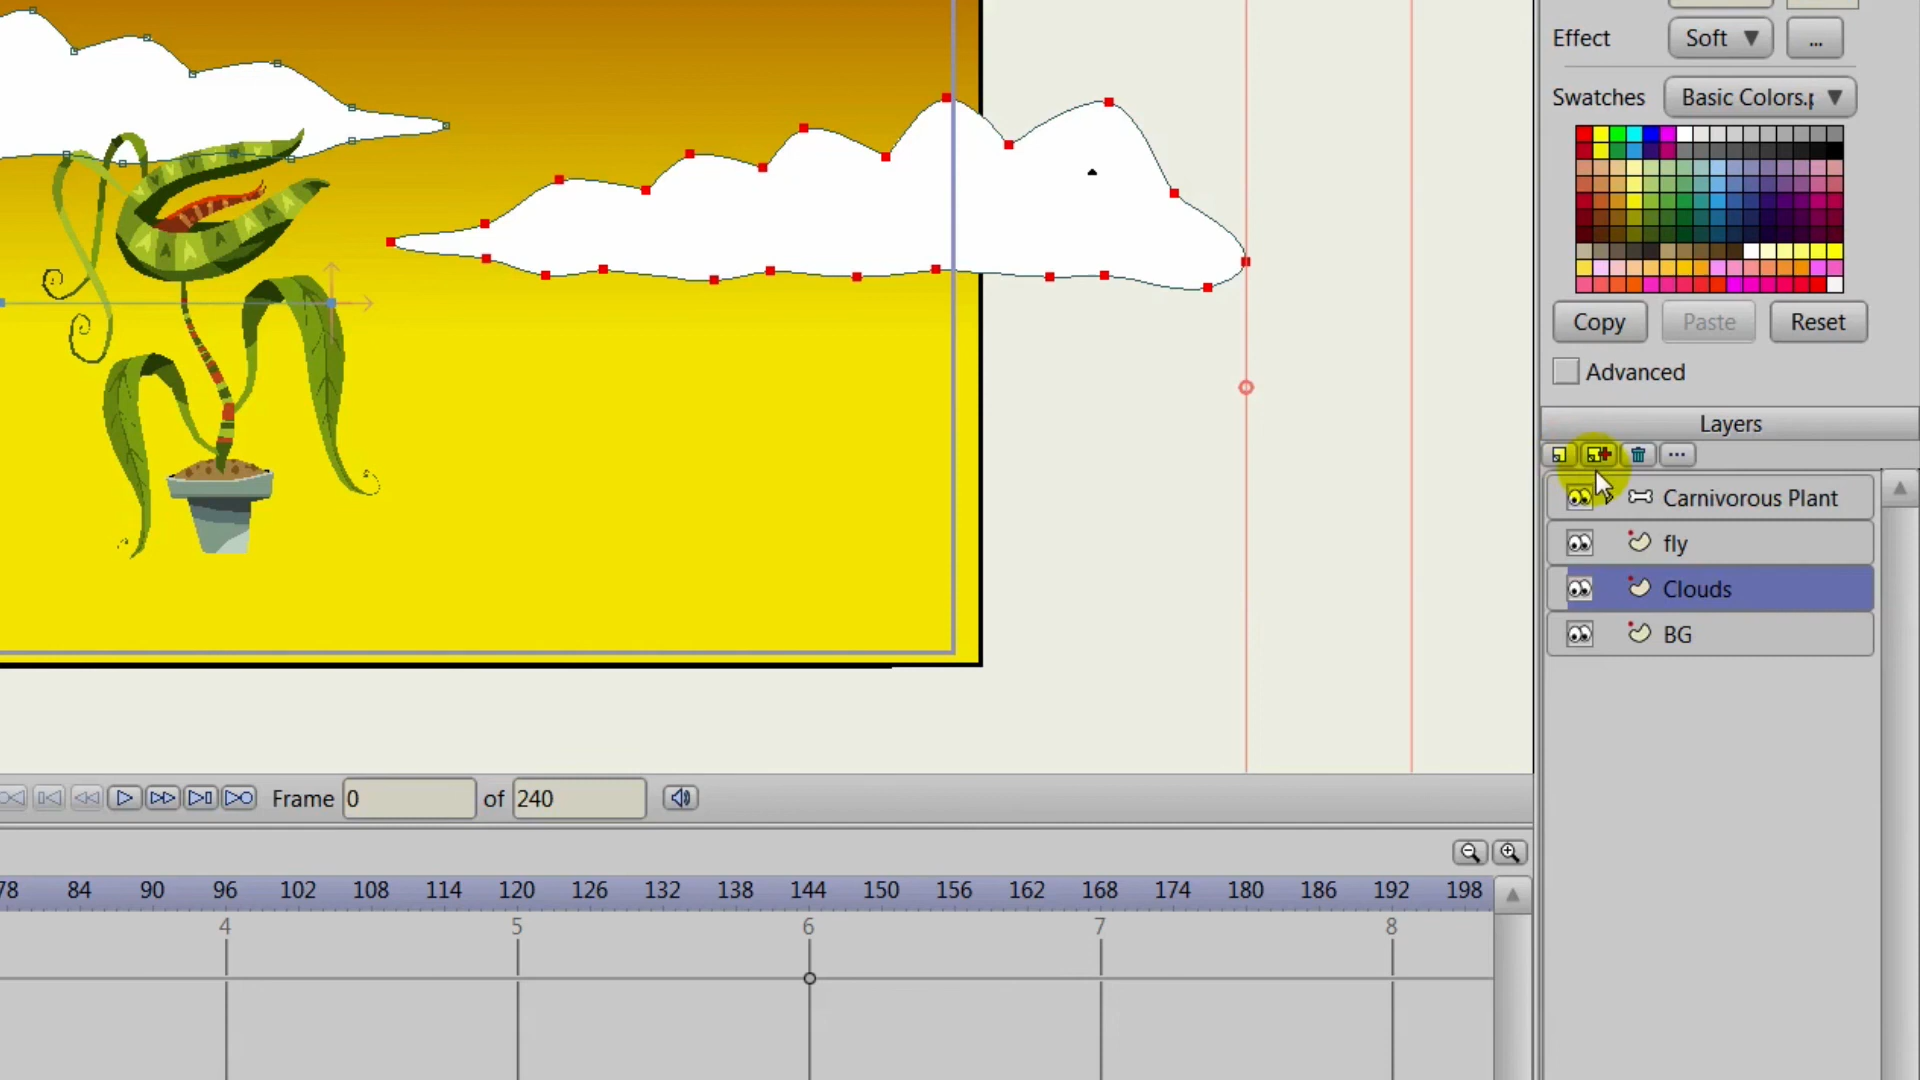 Effect Soft ...
Swatches Basic Colors.p
Copy Paste Reset
Advanced
Layers
...
Carnivorous Plant
fly
Clouds
BG
Frame 0 of 240
78 84 90 96 102 108 114 120 126 132 138 144 150 156 162 168 174 180 186 192 198
4 5 6 7 8